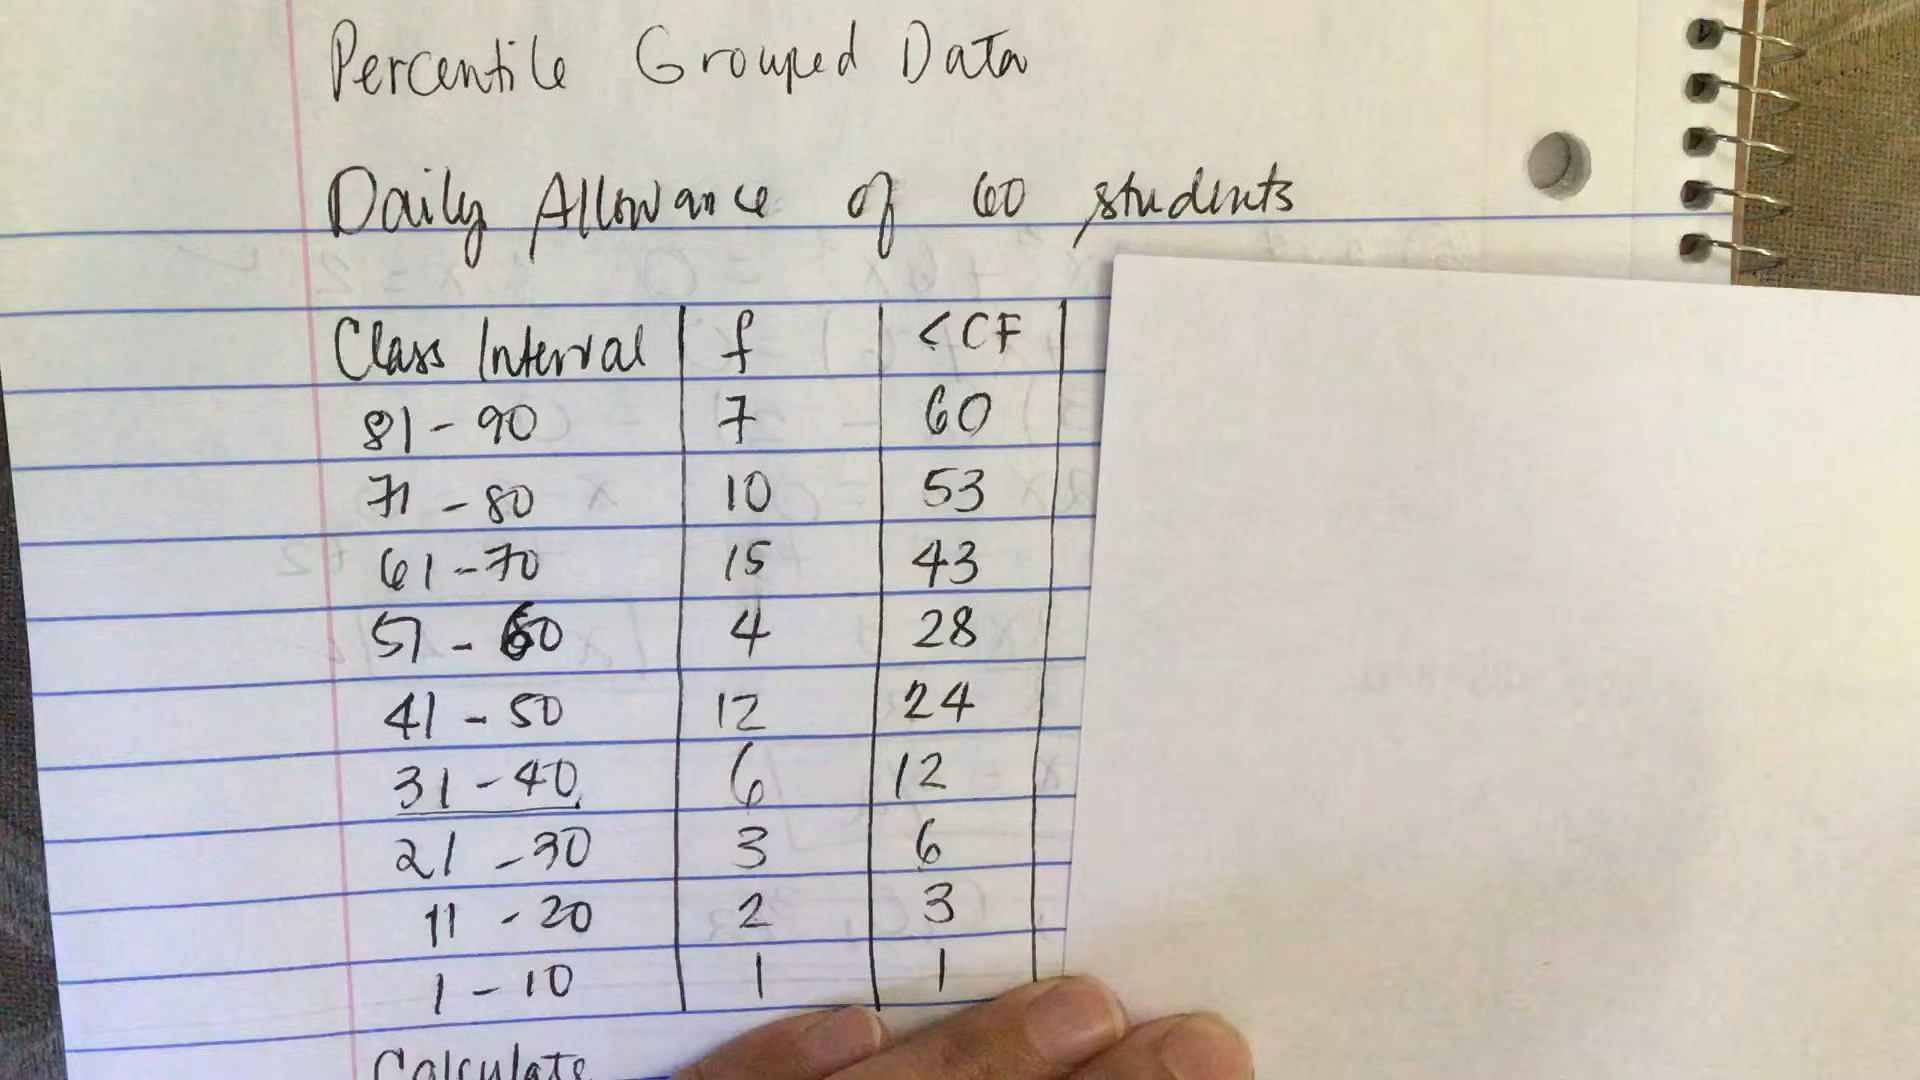 Percentile Grouped Data
Daily Allowance of 60 students
Class Interval f <CF
81-90 7 60
71-80 10 53
61-70 15 43
51-60 4 28
41-50 12 24
31-40 6 12
21-30 3 6
11-20 2 3
1-10 1 1
Calculate